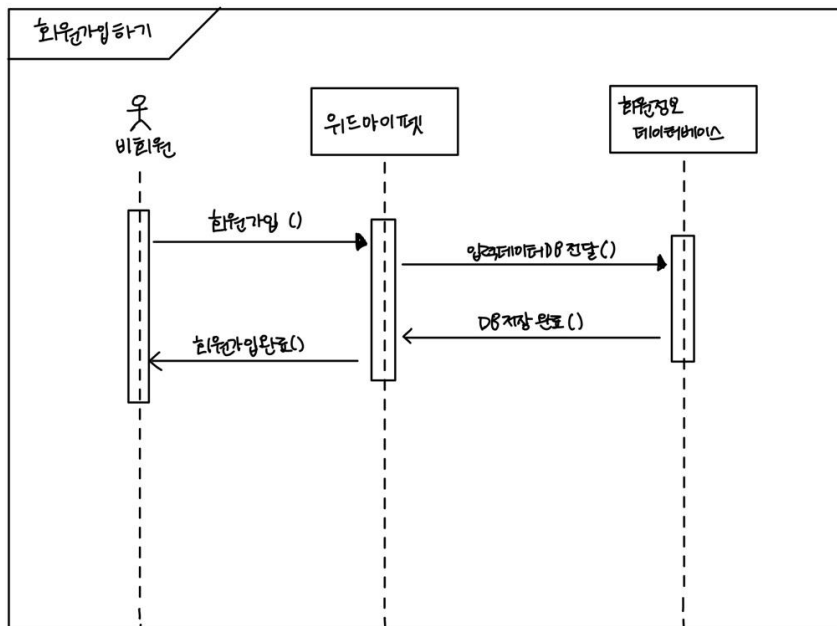 회원가입하기
비회원
위드마이펫
회원정보
데이터베이스
회원가입 ()
입력데이터DB 전달()
DB저장 완료()
회원가입완료()